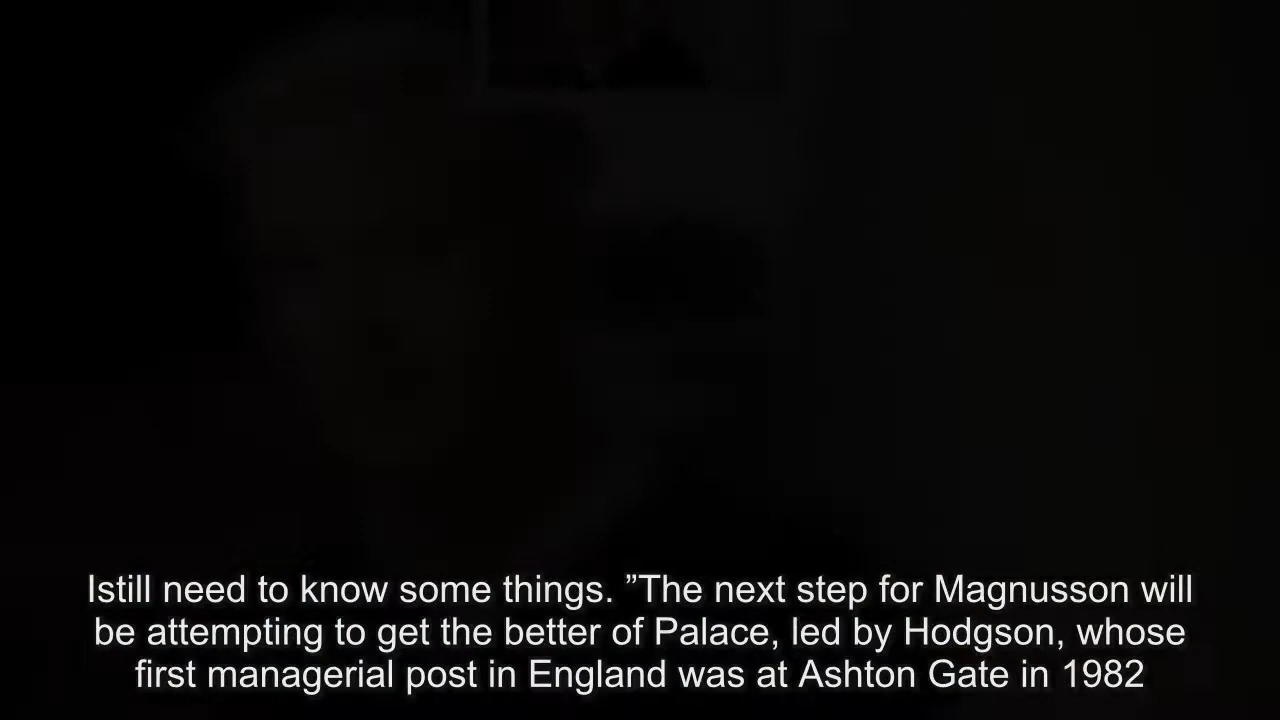 Istill need to know some things. ”The next step for Magnusson will
be attempting to get the better of Palace, led by Hodgson, whose
first managerial post in England was at Ashton Gate in 1982